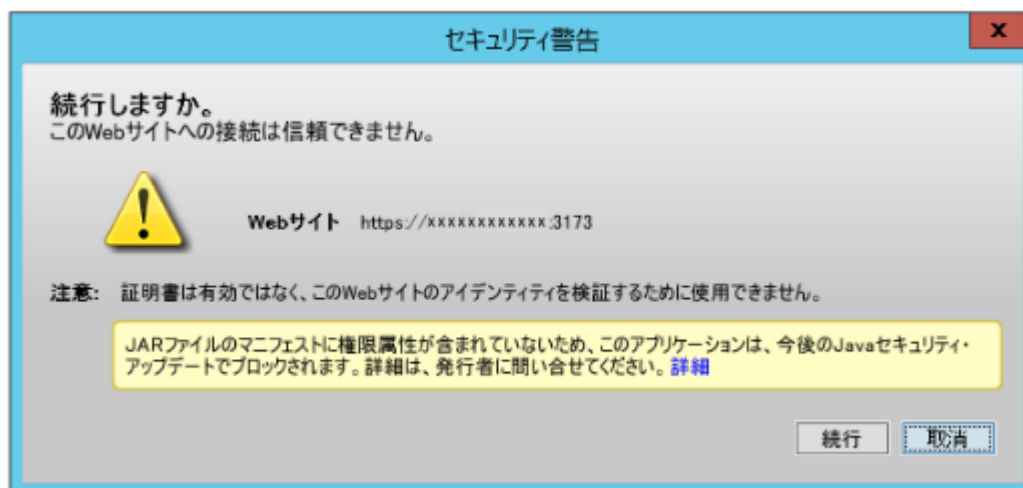 セキュリティ警告
x
続行しますか。
このWebサイトへの接続は信頼できません。
Webサイト https://xxxxxxxxxxxx:3173
注意: 証明書は有効ではなく、このWebサイトのアイデンティティを検証するために使用できません。
JARファイルのマニフェストに権限属性が含まれていないため、このアプリケーションは、今後のJavaセキュリティ・
アップデートでブロックされます。詳細は、発行者に問い合せてください。詳細
続行 取消